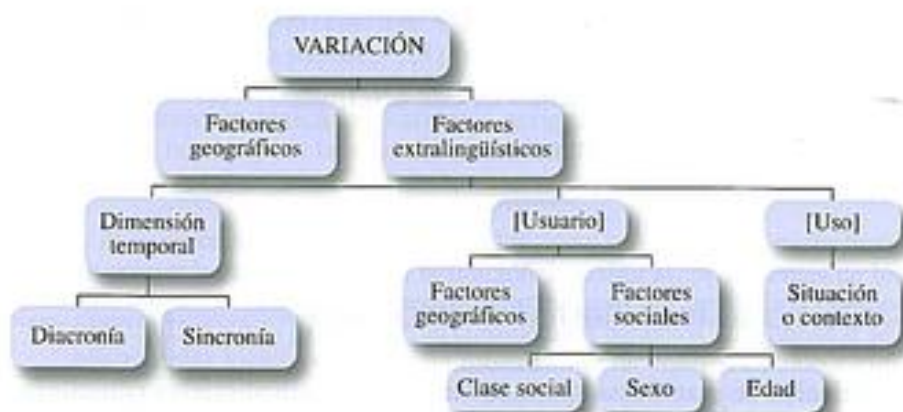 VARIACIÓN
Factores
geográficos
Factores
extralingüísticos
Dimensión
temporal
[Usuario]
[Uso]
Factores
geográficos
Factores
sociales
Situación
o contexto
Diacronía
Sincronía
Clase social
Sexo
Edad